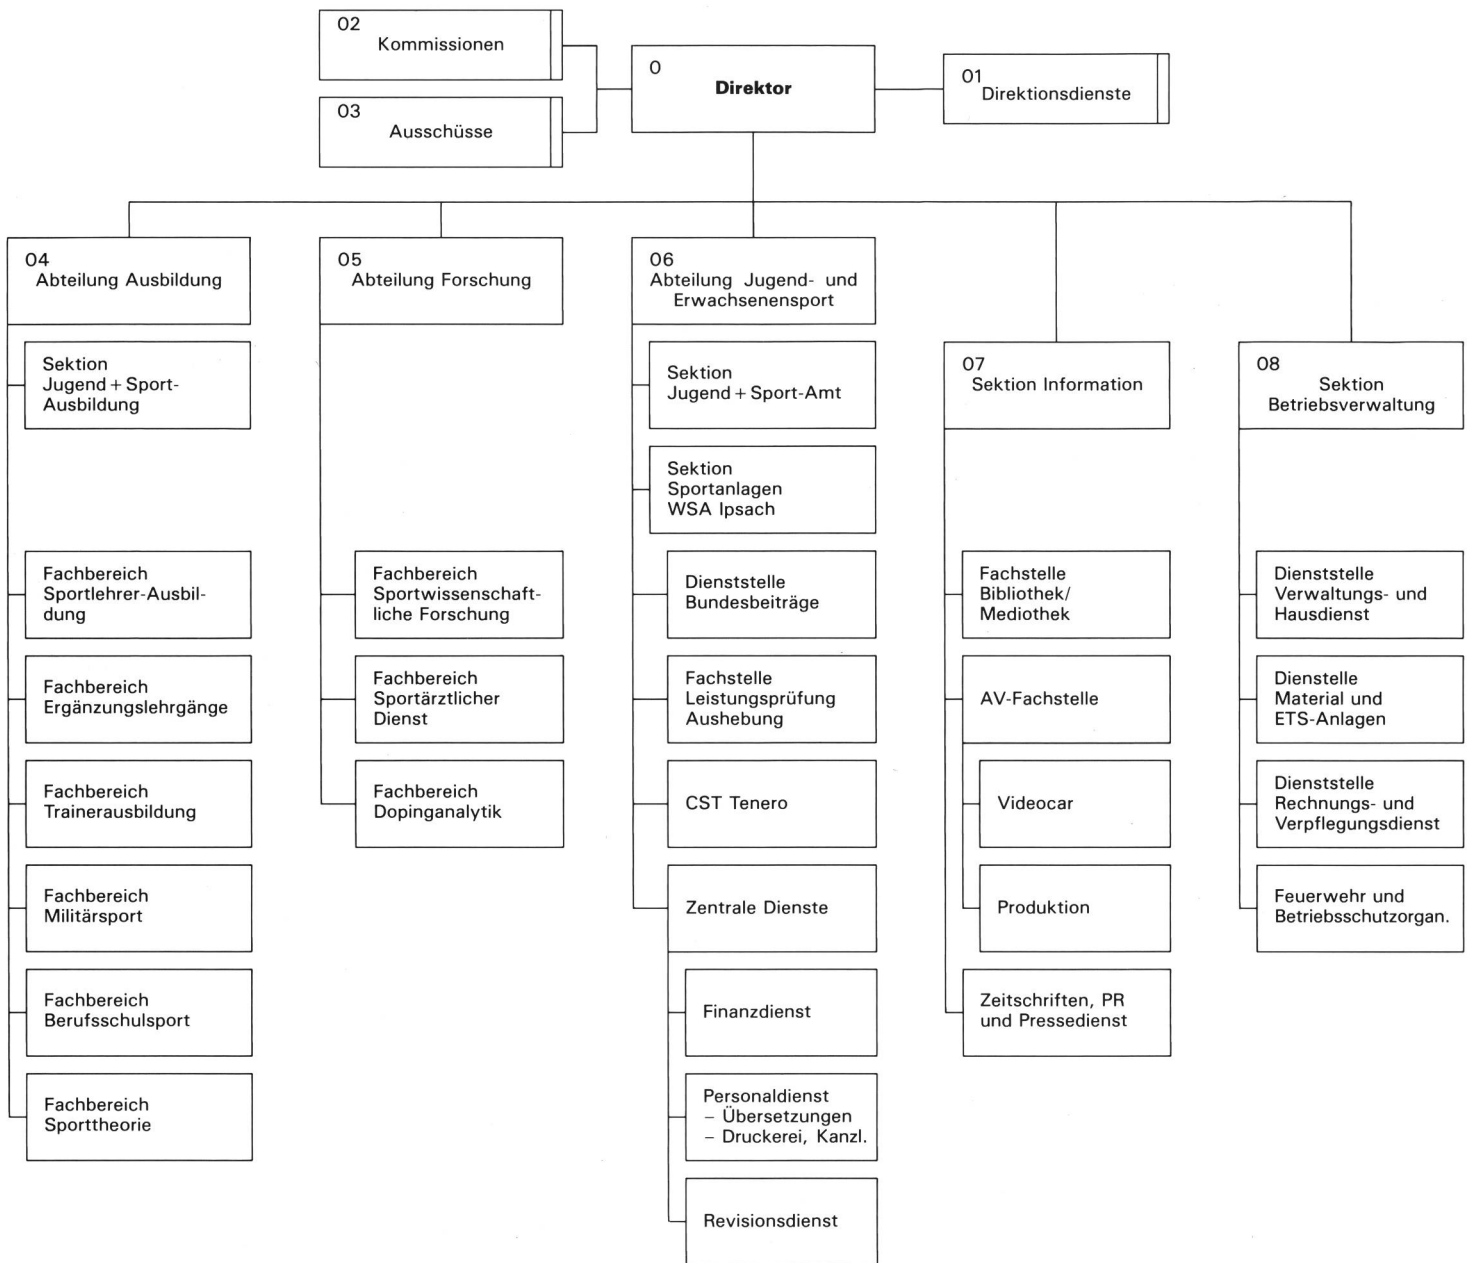 02
Kommissionen
03
Ausschüsse
0
Direktor
01
Direktionsdienste
04
Abteilung Ausbildung
Sektion
Jugend + Sport-
Ausbildung
Fachbereich
Sportlehrer-Ausbil-
dung
Fachbereich
Ergänzungslehrgänge
Fachbereich
Trainerausbildung
Fachbereich
Militärsport
Fachbereich
Berufsschulsport
Fachbereich
Sporttheorie
05
Abteilung Forschung
Fachbereich
Sportwissenschaft-
liche Forschung
Fachbereich
Sportärztlicher
Dienst
Fachbereich
Dopinganalytik
06
Abteilung Jugend- und
Erwachsenensport
Sektion
Jugend + Sport-Amt
Sektion
Sportanlagen
WSA Ipsach
Dienststelle
Bundesbeiträge
Fachstelle
Leistungsprüfung
Aushebung
CST Tenero
Zentrale Dienste
Finanzdienst
Personaldienst
– Übersetzungen
– Druckerei, Kanzl.
Revisionsdienst
07
Sektion Information
Fachstelle
Bibliothek/
Mediothek
AV-Fachstelle
Videocar
Produktion
Zeitschriften, PR
und Pressedienst
08
Sektion
Betriebsverwaltung
Dienststelle
Verwaltungs- und
Hausdienst
Dienstelle
Material und
ETS-Anlagen
Dienststelle
Rechnungs- und
Verpflegungsdienst
Feuerwehr und
Betriebsschutzorgan.